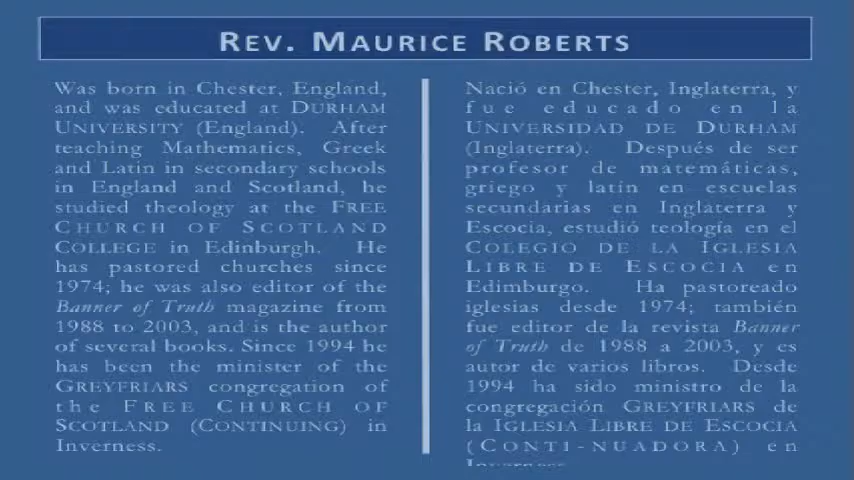 REV. MAURICE ROBERTS
Was born in Chester, England,
and was educated at DURHAM
UNIVERSITY (England). After
teaching Mathematics, Greek
and Latin in secondary schools
in England and Scotland, he
studied theology at the FREE
CHURCH OF SCOTLAND
COLLEGE in Edinburgh. He
has pastored churches since
1974; he was also editor of the
Banner of Truth magazine from
1988 to 2003, and is the author
of several books. Since 1994 he
has been the minister of the
GREYFRIARS congregation of
the FREE CHURCH OF
SCOTLAND (CONTINUING) in
Inverness.
Nació en Chester, Inglaterra, y
fue educado en la
UNIVERSIDAD DE DURHAM
(Inglaterra). Después de ser
profesor de matemáticas,
griego y latín en escuelas
secundarias en Inglaterra y
Escocia, estudió teología en el
COLEGIO DE LA IGLESIA
LIBRE DE ESCOCIA en
Edimburgo. Ha pastoreado
iglesias desde 1974; también
fue editor de la revista Banner
of Truth de 1988 a 2003, y es
autor de varios libros. Desde
1994 ha sido ministro de la
congregación GREYFRIARS de
la IGLESIA LIBRE DE ESCOCIA
(CONTI-NUADORA) en